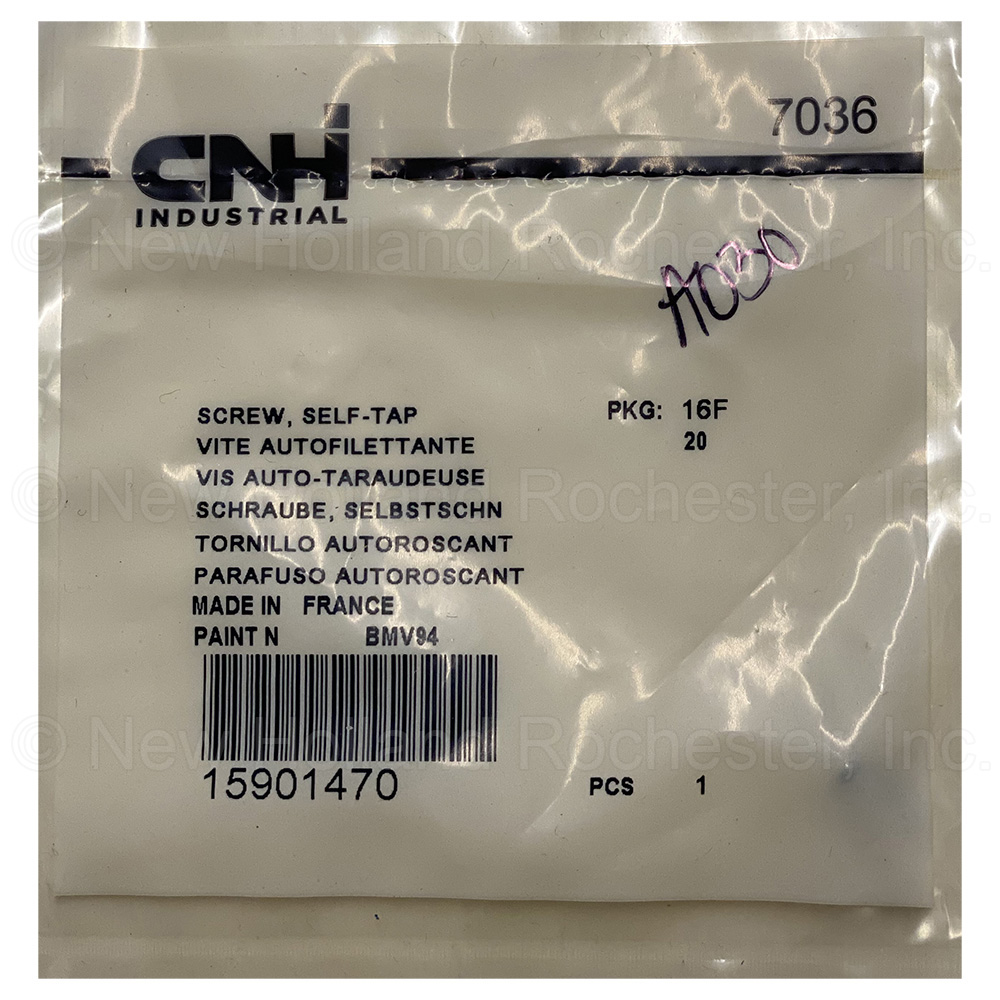 7036
CNHi
INDUSTRIAL
© New Holland Rochester, Inc.
A030
SCREW, SELF-TAP PKG: 16F
VITE AUTOFILETTANTE 20
VIS AUTO-TARAUDEUSE
© New Holland Rochester, Inc.
SCHRAUBE, SELBSTSCHN
TORNILLO AUTOROSCANT
PARAFUSO AUTOROSCANT
MADE IN FRANCE
PAINT N BMV94
© New Holland Rochester, Inc.
15901470 PCS 1